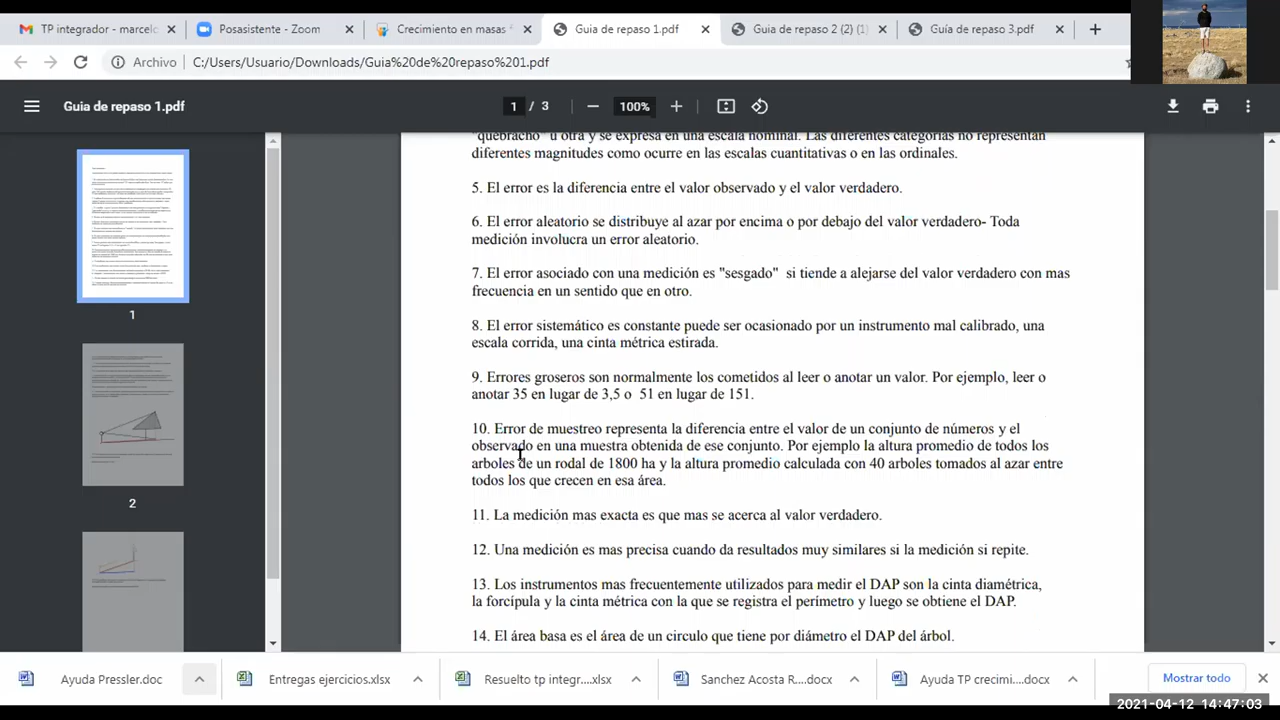 TP integrador - marcelo
Posasistente - Zoom
Crecimiento en masas
Guia de repaso 1.pdf
Guia de repaso 2 (2) (1)
Guía de repaso 3.pdf
Archivo
C:/Users/Usuario/Downloads/Guia%20de%20repaso%201.pdf
Guia de repaso 1.pdf
1 / 3
100%
"quebracho" u otra y se expresa en una escala nominal. Las diferentes categorías no representan
diferentes magnitudes como ocurre en las escalas cuantitativas o en las ordinales.
5. El error es la diferencia entre el valor observado y el valor verdadero.
6. El error aleatorio se distribuye al azar por encima o por debajo del valor verdadero- Toda
medición involucra un error aleatorio.
7. El error asociado con una medición es "sesgado" si tiende a alejarse del valor verdadero con mas
frecuencia en un sentido que en otro.
8. El error sistemático es constante puede ser ocasionado por un instrumento mal calibrado, una
escala corrida, una cinta métrica estirada.
9. Errores groseros son normalmente los cometidos al leer o anotar un valor. Por ejemplo, leer o
anotar 35 en lugar de 3,5 o 51 en lugar de 151.
10. Error de muestreo representa la diferencia entre el valor de un conjunto de números y el
observado en una muestra obtenida de ese conjunto. Por ejemplo la altura promedio de todos los
arboles de un rodal de 1800 ha y la altura promedio calculada con 40 arboles tomados al azar entre
todos los que crecen en esa área.
11. La medición mas exacta es que mas se acerca al valor verdadero.
12. Una medición es mas precisa cuando da resultados muy similares si la medición si repite.
13. Los instrumentos mas frecuentemente utilizados para medir el DAP son la cinta diamétrica,
la forcípula y la cinta métrica con la que se registra el perímetro y luego se obtiene el DAP.
14. El área basa es el área de un circulo que tiene por diámetro el DAP del árbol.
1
2
Ayuda Pressler.doc
Entregas ejercicios.xlsx
Resuelto tp integr....xlsx
Sanchez Acosta R....docx
Ayuda TP crecimi....docx
Mostrar todo
2021-04-12 14:47:03